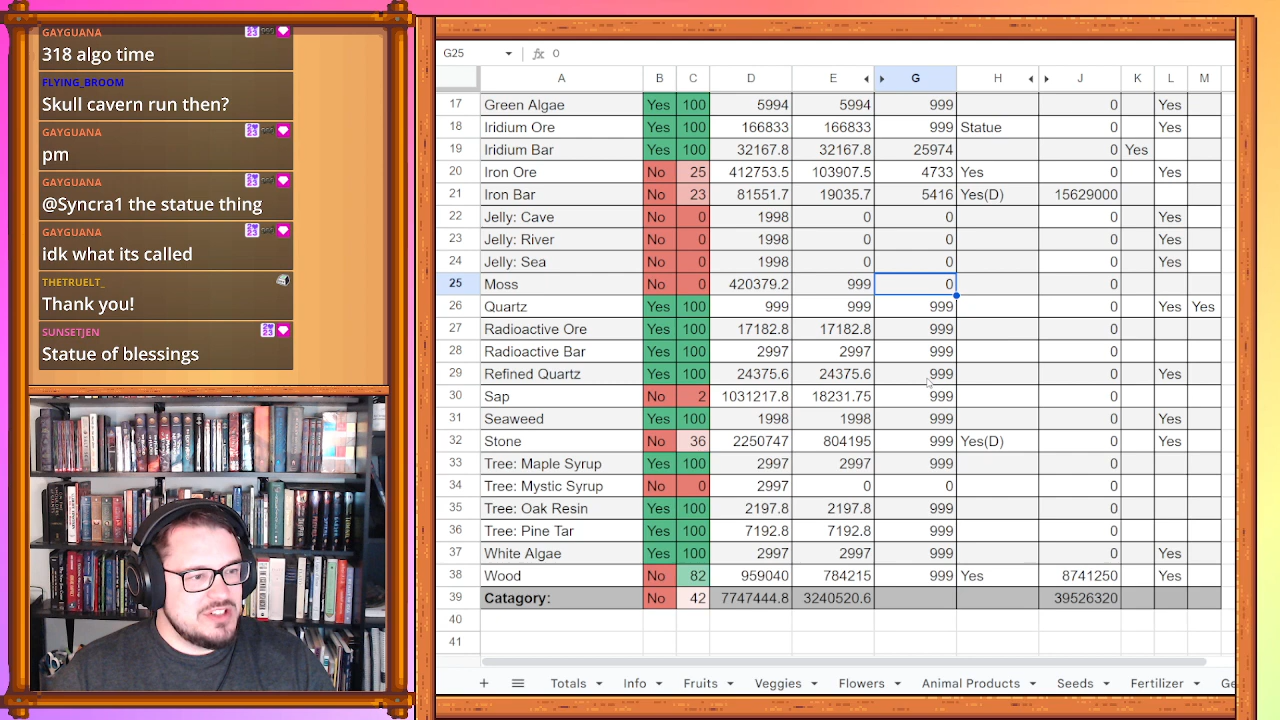 GAYGUANA
318 algo time
FLYING_BROOM
Skull cavern run then?
GAYGUANA
pm
GAYGUANA
@Syncra1 the statue thing
GAYGUANA
idk what its called
THETRUELT_
Thank you!
SUNSETJEN
Statue of blessings
G25 fx 0
A B C D E G H J K L M
17 Green Algae Yes 100 5994 5994 999 0 Yes
18 Iridium Ore Yes 100 166833 166833 999 Statue 0 Yes
19 Iridium Bar Yes 100 32167.8 32167.8 25974 0 Yes
20 Iron Ore No 25 412753.5 103907.5 4733 Yes 0 Yes
21 Iron Bar No 23 81551.7 19035.7 5416 Yes(D) 15629000
22 Jelly: Cave No 0 1998 0 0 0 Yes
23 Jelly: River No 0 1998 0 0 0 Yes
24 Jelly: Sea No 0 1998 0 0 0 Yes
25 Moss No 0 420379.2 999 0 0
26 Quartz Yes 100 999 999 999 0 Yes Yes
27 Radioactive Ore Yes 100 17182.8 17182.8 999 0
28 Radioactive Bar Yes 100 2997 2997 999 0
29 Refined Quartz Yes 100 24375.6 24375.6 999 0 Yes
30 Sap No 2 1031217.8 18231.75 999 0
31 Seaweed Yes 100 1998 1998 999 0 Yes
32 Stone No 36 2250747 804195 999 Yes(D) 0 Yes
33 Tree: Maple Syrup Yes 100 2997 2997 999 0
34 Tree: Mystic Syrup No 0 2997 0 0 0
35 Tree: Oak Resin Yes 100 2197.8 2197.8 999 0
36 Tree: Pine Tar Yes 100 7192.8 7192.8 999 0
37 White Algae Yes 100 2997 2997 999 0 Yes
38 Wood No 82 959040 784215 999 Yes 8741250 Yes
39 Catagory: No 42 7747444.8 3240520.6 39526320
40
41
+ Totals Info Fruits Veggies Flowers Animal Products Seeds Fertilizer Ge